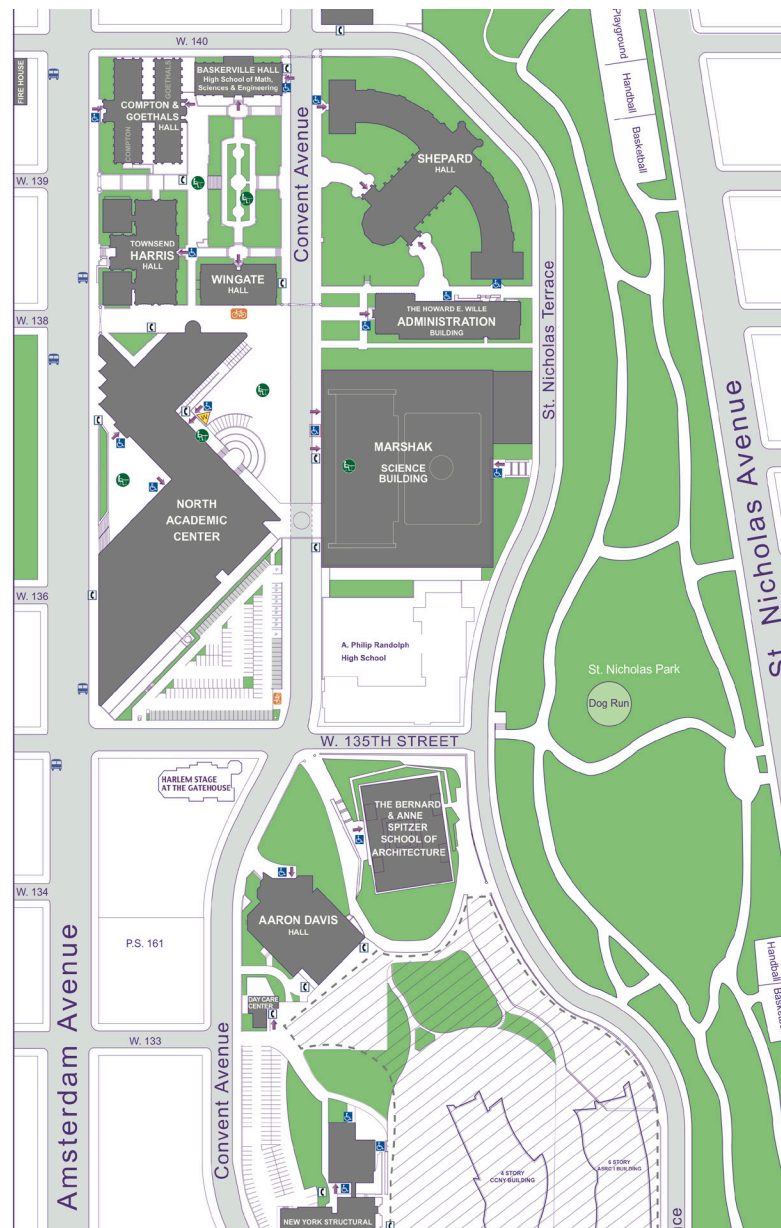 W. 140
FIRE HOUSE
GOETHALS
COMPTON &
GOETHALS
HALL
COMPTON
BASKERVILLE HALL
High School of Math,
Sciences & Engineering
Convent Avenue
SHEPARD
HALL
Playground
Handball
Basketball
W. 139
TOWNSEND
HARRIS
HALL
WINGATE
HALL
THE HOWARD E. WILLE
ADMINISTRATION
BUILDING
W. 138
St. Nicholas Terrace
MARSHAK
SCIENCE
BUILDING
NORTH
ACADEMIC
CENTER
St. Nicholas Avenue
W. 136
A. Philip Randolph
High School
St. Nicholas Park
Dog Run
W. 135TH STREET
HARLEM STAGE
AT THE GATEHOUSE
THE BERNARD
& ANNE
SPITZER
SCHOOL OF
ARCHITECTURE
W. 134
AARON DAVIS
HALL
P.S. 161
Handball
DAY CARE
CENTER
W. 133
Amsterdam Avenue
Convent Avenue
4 STORY
CCNY BUILDING
6 STORY
ASRC I BUILDING
NEW YORK STRUCTURAL